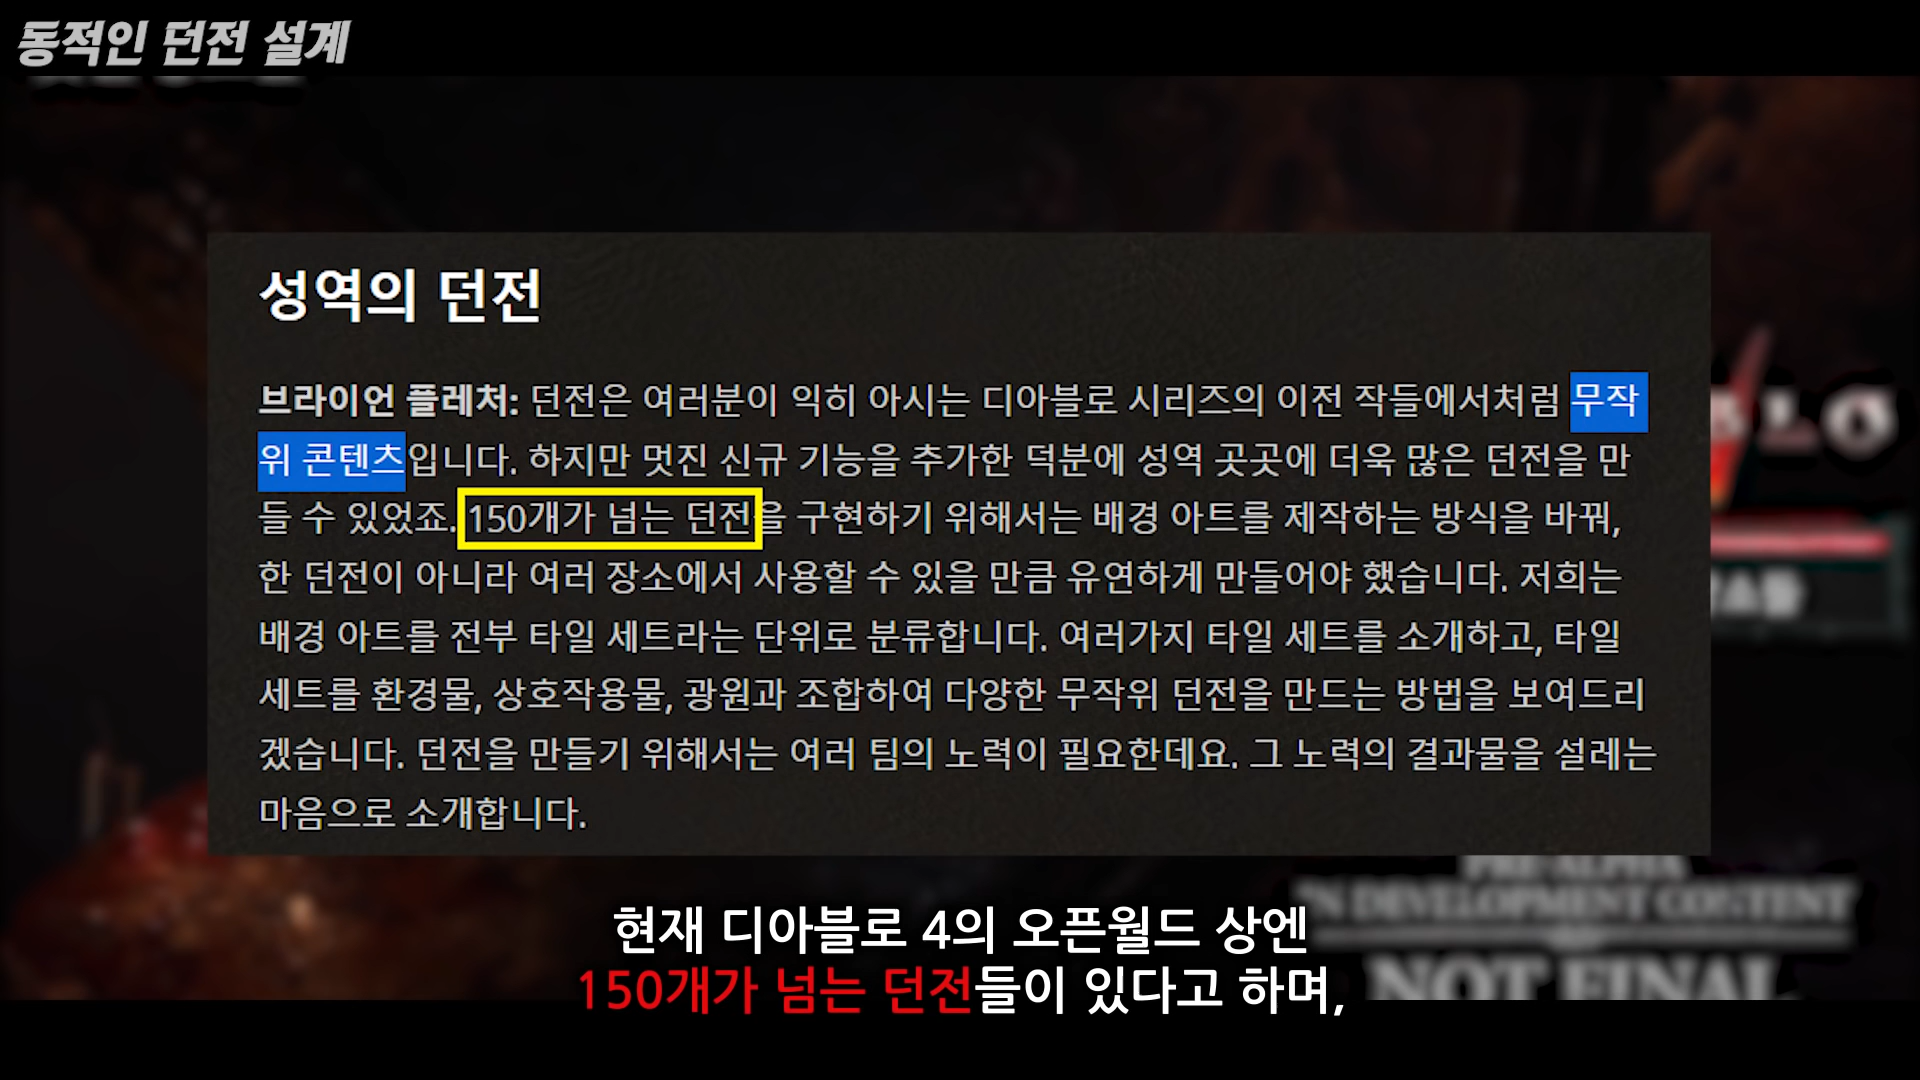 동적인 던전 설계
성역의 던전
브라이언 플레처: 던전은 여러분이 익히 아시는 디아블로 시리즈의 이전 작들에서처럼 무작
위 콘텐츠입니다. 하지만 멋진 신규 기능을 추가한 덕분에 성역 곳곳에 더욱 많은 던전을 만
들 수 있었죠. 150개가 넘는 던전을 구현하기 위해서는 배경 아트를 제작하는 방식을 바꿔,
한 던전이 아니라 여러 장소에서 사용할 수 있을 만큼 유연하게 만들어야 했습니다. 저희는
배경 아트를 전부 타일 세트라는 단위로 분류합니다. 여러가지 타일 세트를 소개하고, 타일
세트를 환경물, 상호작용물, 광원과 조합하여 다양한 무작위 던전을 만드는 방법을 보여드리
겠습니다. 던전을 만들기 위해서는 여러 팀의 노력이 필요한데요. 그 노력의 결과물을 설레는
마음으로 소개합니다.
PRE-ALPHA
IN DEVELOPMENT CONTENT
NOT FINAL
현재 디아블로 4의 오픈월드 상엔
150개가 넘는 던전들이 있다고 하며,